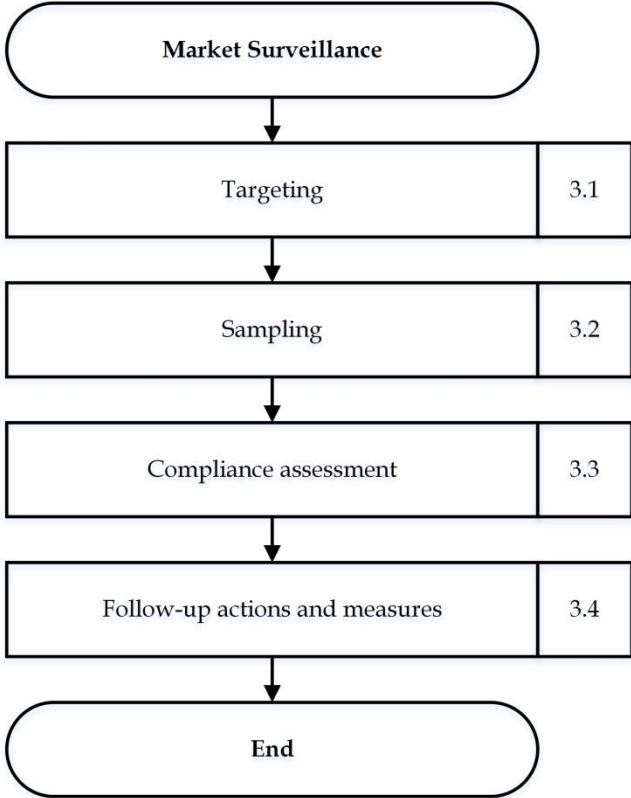 Market Surveillance
Targeting 3.1
Sampling 3.2
Compliance assessment 3.3
Follow-up actions and measures 3.4
End